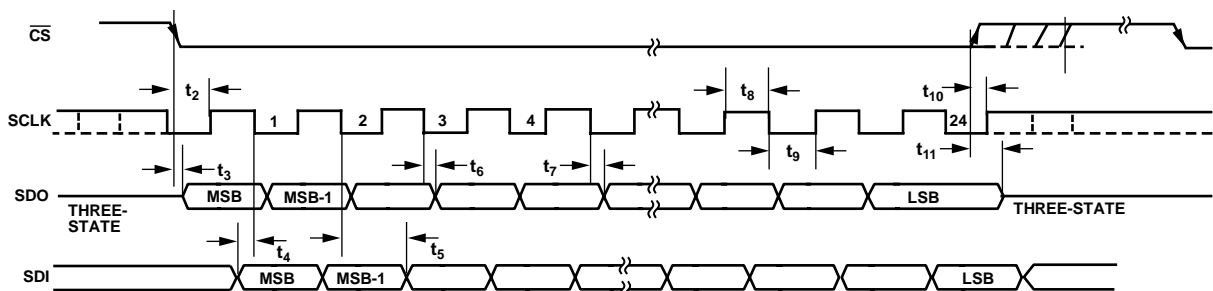 CS
t2
t8
t10
SCLK
1
2
3
4
24
t3
t6
t7
t9
t11
SDO
MSB
MSB-1
LSB
THREE-
STATE
THREE-STATE
t4
t5
SDI
MSB
MSB-1
LSB